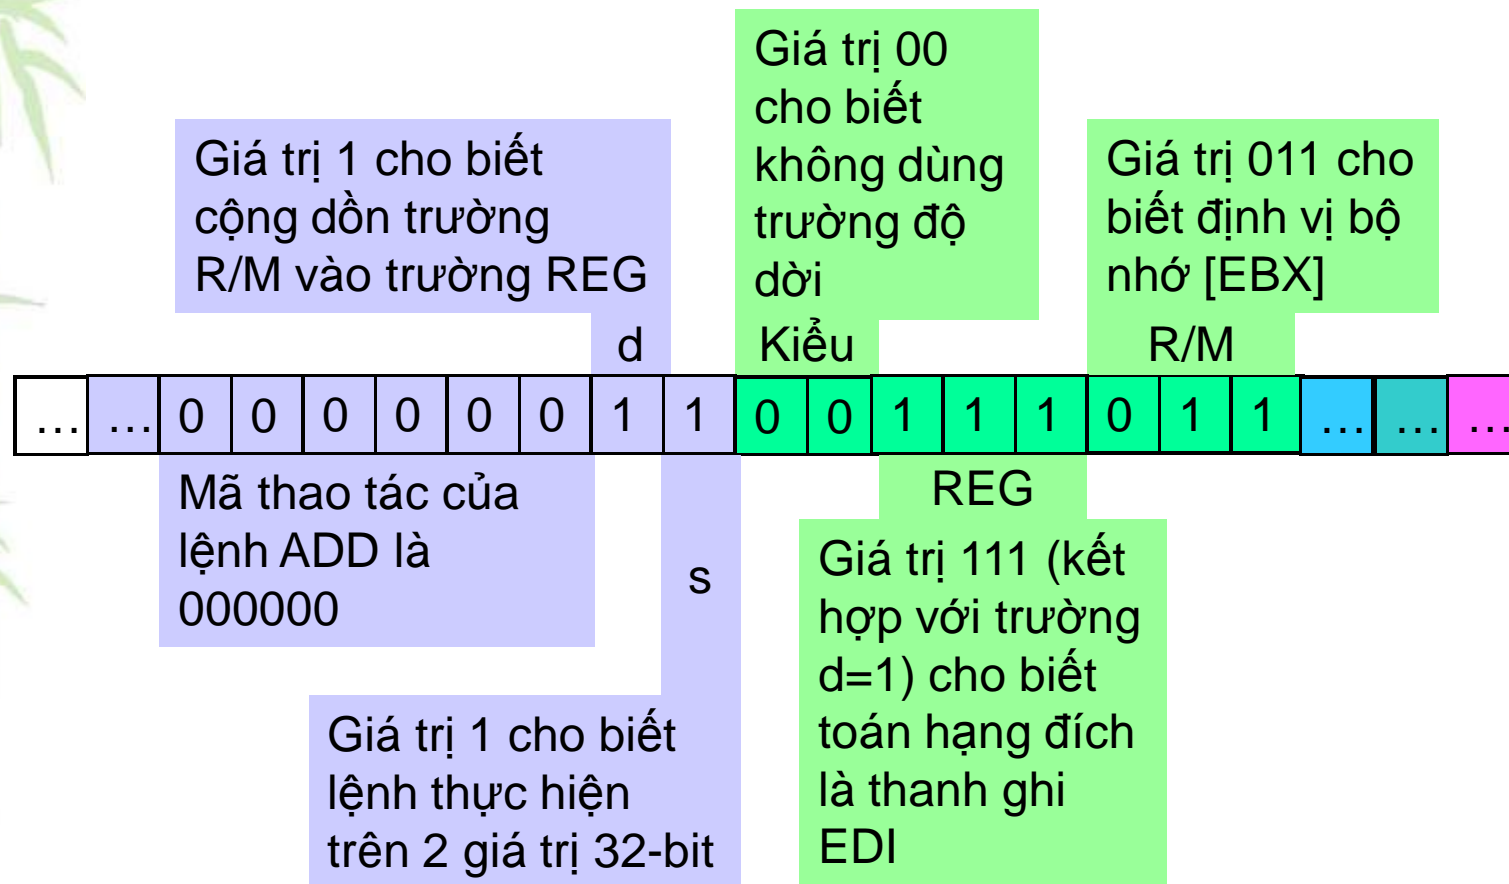 Giá trị 1 cho biết
cộng dồn trường
R/M vào trường REG
d
Giá trị 00
cho biết
không dùng
trường độ
dời
Kiểu
Giá trị 011 cho
biết định vị bộ
nhớ [EBX]
R/M
... ... 0 0 0 0 0 0 1 1 0 0 1 1 1 0 1 1 ... ... ...
Mã thao tác của
lệnh ADD là
000000
s
Giá trị 1 cho biết
lệnh thực hiện
trên 2 giá trị 32-bit
REG
Giá trị 111 (kết
hợp với trường
d=1) cho biết
toán hạng đích
là thanh ghi
EDI